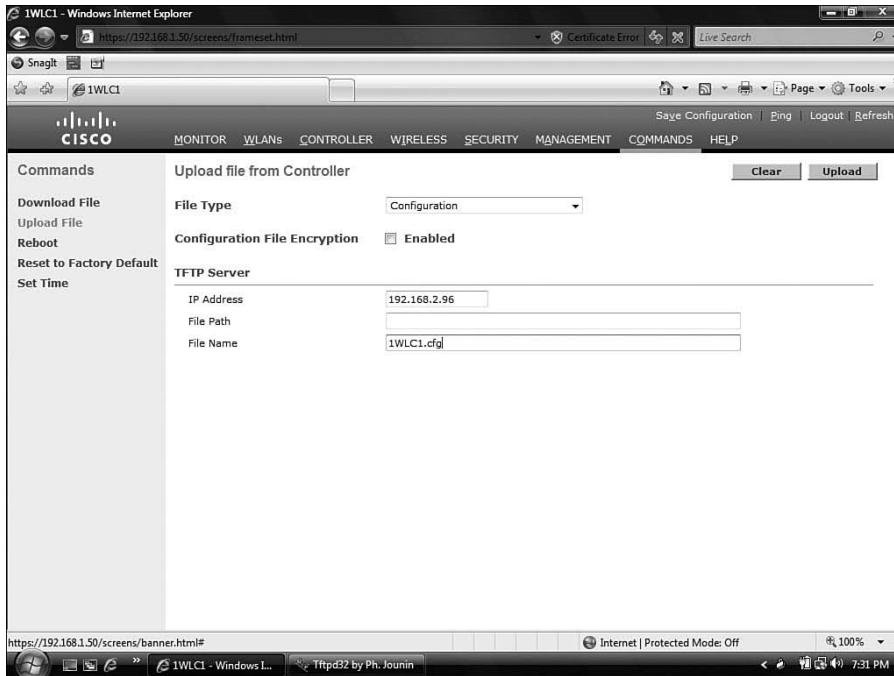 1WLC1 - Windows Internet Explorer
https://192.168.1.50/screens/frameset.html
Certificate Error
Live Search
SnagIt
1WLC1
Page
Tools
Save Configuration | Ping | Logout | Refresh
CISCO
MONITOR WLANs CONTROLLER WIRELESS SECURITY MANAGEMENT COMMANDS HELP
Commands
Download File
Upload File
Reboot
Reset to Factory Default
Set Time
Upload file from Controller
Clear
Upload
File Type
Configuration
Configuration File Encryption
Enabled
TFTP Server
IP Address
192.168.2.96
File Path
File Name
1WLC1.cfg
https://192.168.1.50/screens/banner.html#
Internet | Protected Mode: Off
100%
1WLC1 - Windows I...
Tftpd32 by Ph. Jounin
7:31 PM